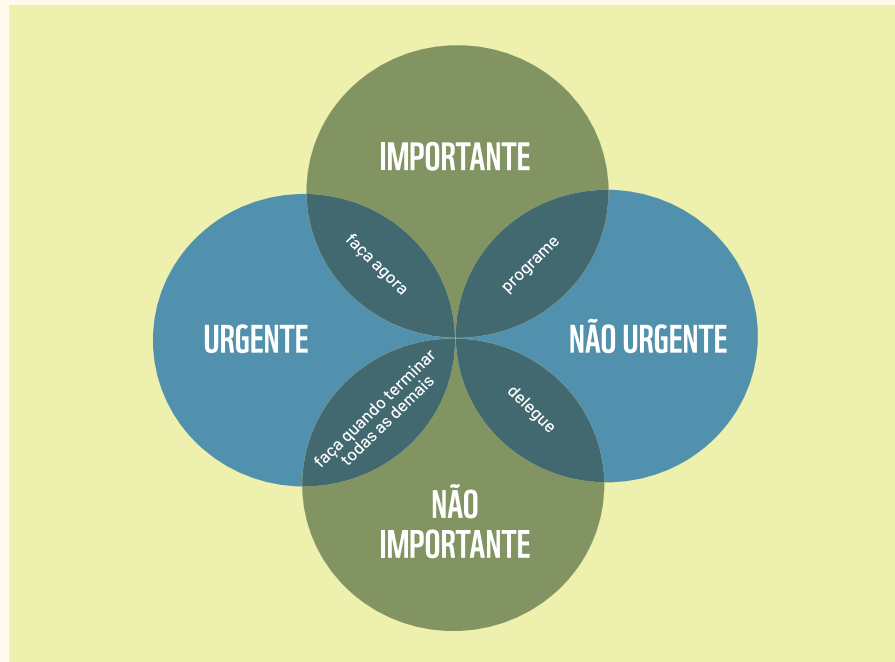 IMPORTANTE
faça agora
programe
URGENTE
NÃO URGENTE
faça quando terminar
todas as demais
delegue
NÃO
IMPORTANTE